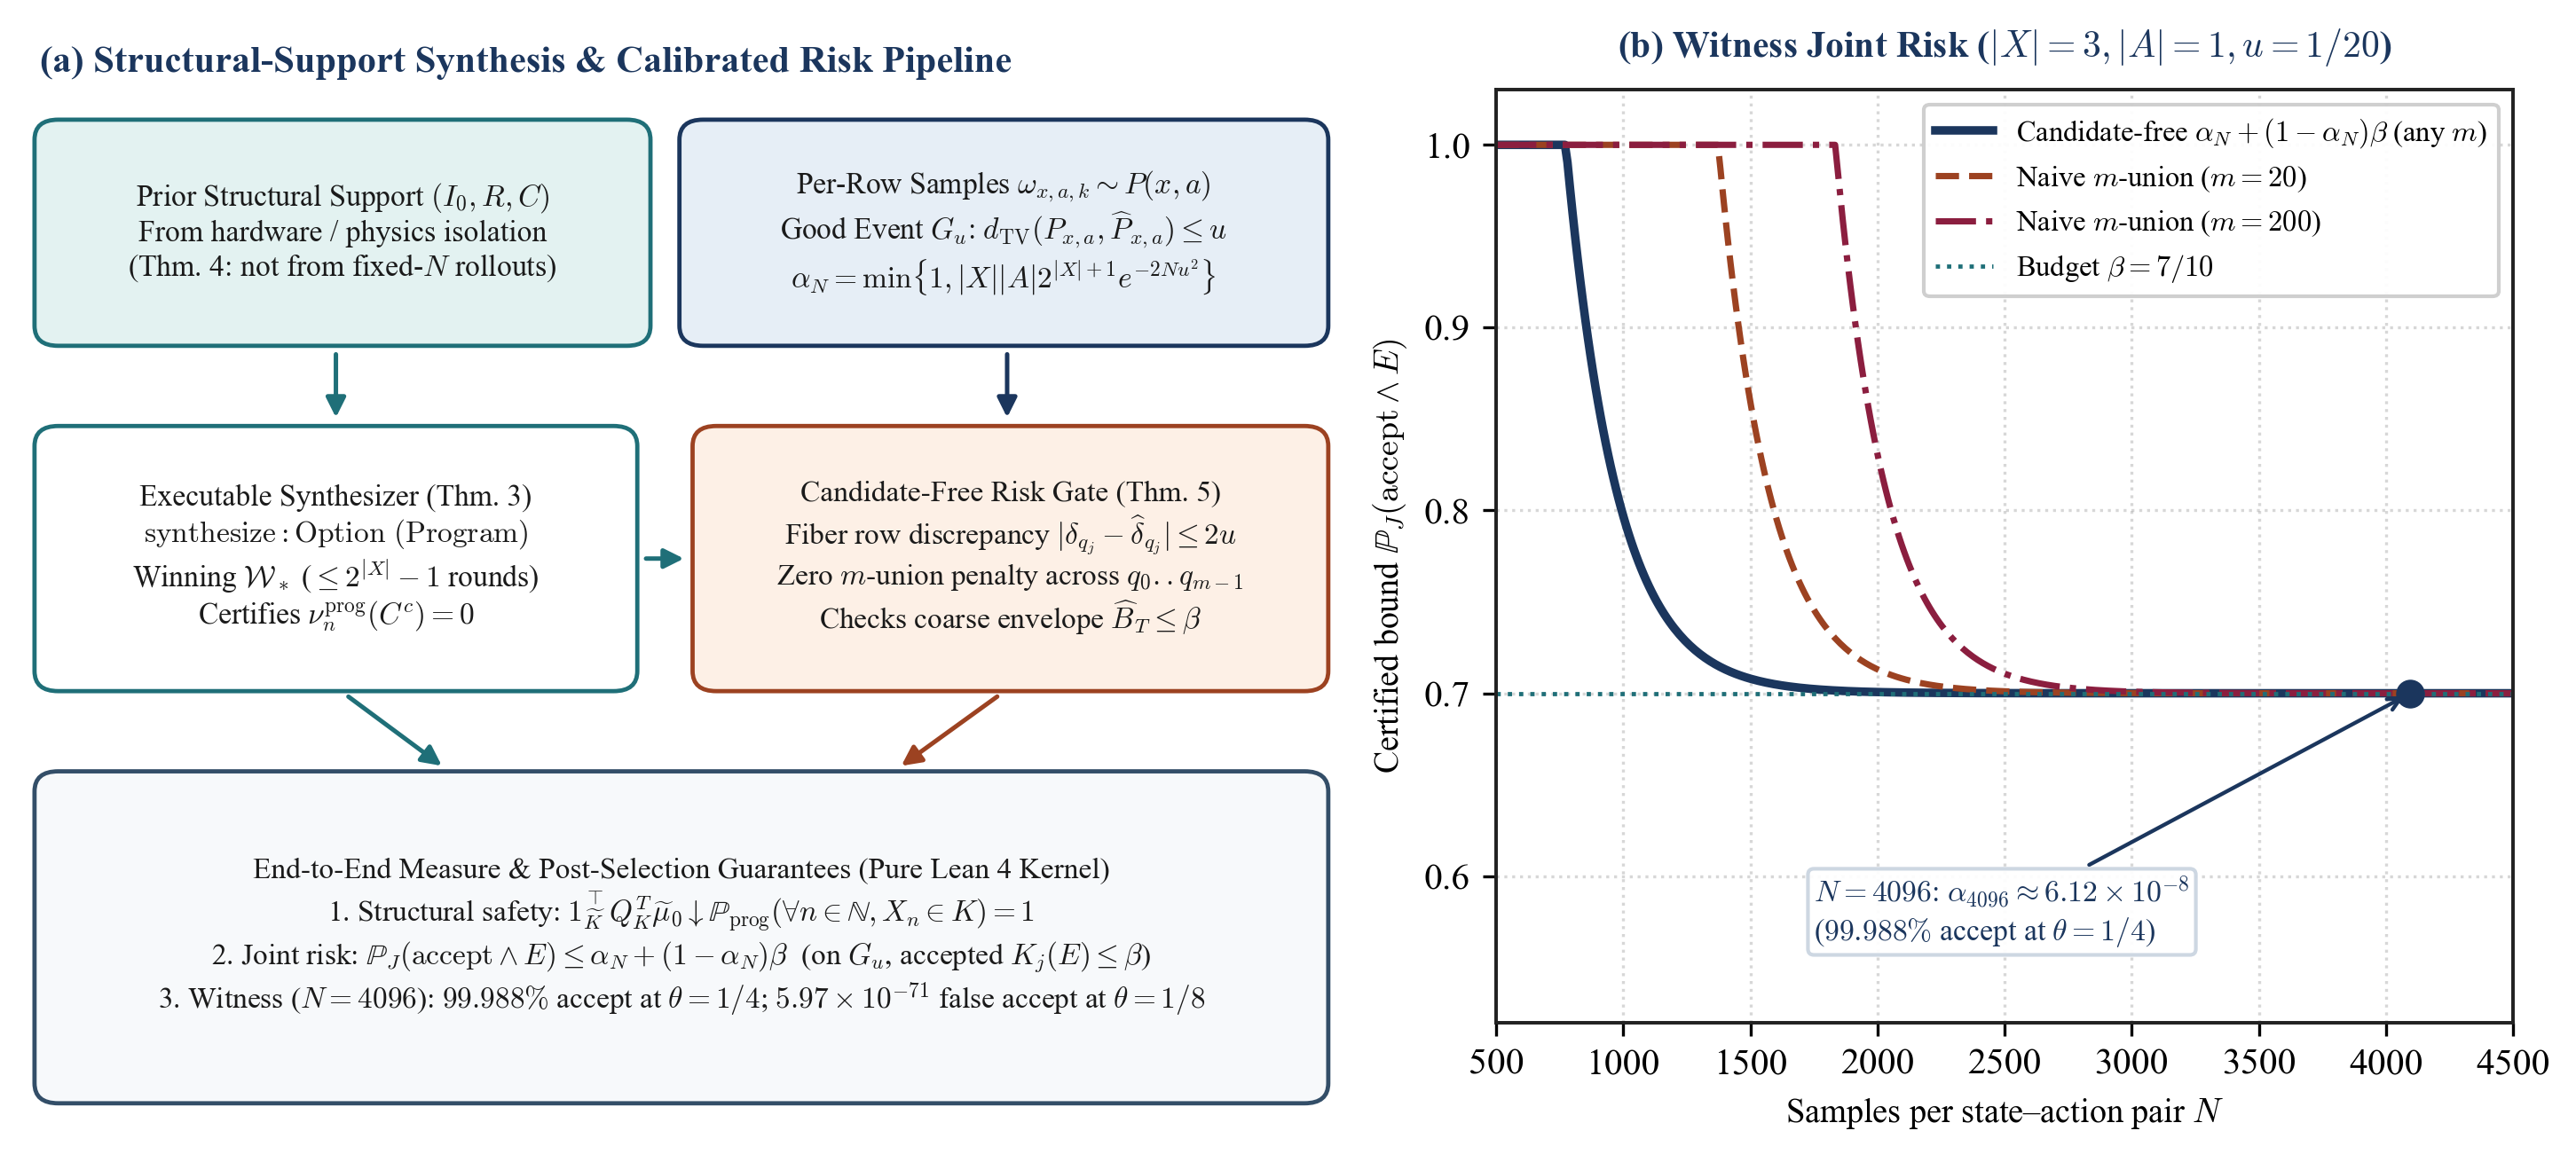 (a) Structural-Support Synthesis & Calibrated Risk Pipeline
Prior Structural Support (I₀, R, C)
From hardware / physics isolation
(Thm. 4: not from fixed-N rollouts)
Per-Row Samples ω_{x,a,k} ∼ P(x, a)
Good Event G_u: d_TV(P_{x,a}, P̂_{x,a}) ≤ u
α_N = min{1, |X||A|2^{|X|+1}e^{−2Nu²}}
Executable Synthesizer (Thm. 3)
synthesize : Option (Program)
Winning 𝒲_* ( ≤ 2^{|X|} − 1 rounds)
Certifies ν_n^{prog}(C^c) = 0
Candidate-Free Risk Gate (Thm. 5)
Fiber row discrepancy |δ_{q_j} − δ̂_{q_j}| ≤ 2u
Zero m-union penalty across q₀..q_{m−1}
Checks coarse envelope B̂_T ≤ β
End-to-End Measure & Post-Selection Guarantees (Pure Lean 4 Kernel)
1. Structural safety: 1_{K̃}^⊤ Q_K^T μ̃₀ ↓ ℙ_prog(∀n ∈ ℕ, X_n ∈ K) = 1
2. Joint risk: ℙ_J(accept ∧ E) ≤ α_N + (1 − α_N)β (on G_u, accepted K_j(E) ≤ β)
3. Witness (N = 4096): 99.988% accept at θ = 1/4; 5.97 × 10^{−71} false accept at θ = 1/8
(b) Witness Joint Risk (|X| = 3, |A| = 1, u = 1/20)
Candidate-free α_N + (1 − α_N)β (any m)
Naive m-union (m = 20)
Naive m-union (m = 200)
Budget β = 7/10
Certified bound ℙ_J(accept ∧ E)
1.0
0.9
0.8
0.7
0.6
N = 4096: α₄₀₉₆ ≈ 6.12 × 10^{−8}
(99.988% accept at θ = 1/4)
500 1000 1500 2000 2500 3000 3500 4000 4500
Samples per state–action pair N